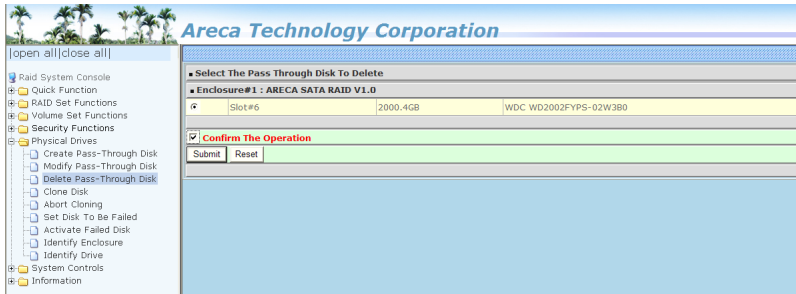 Areca Technology Corporation
|open all|close all|
Raid System Console
Quick Function
RAID Set Functions
Volume Set Functions
Security Functions
Physical Drives
Create Pass-Through Disk
Modify Pass-Through Disk
Delete Pass-Through Disk
Clone Disk
Abort Cloning
Set Disk To Be Failed
Activate Failed Disk
Identify Enclosure
Identify Drive
System Controls
Information
Select The Pass Through Disk To Delete
Enclosure#1 : ARECA SATA RAID V1.0
Slot#6 2000.4GB WDC WD2002FYPS-02W3B0
Confirm The Operation
Submit Reset